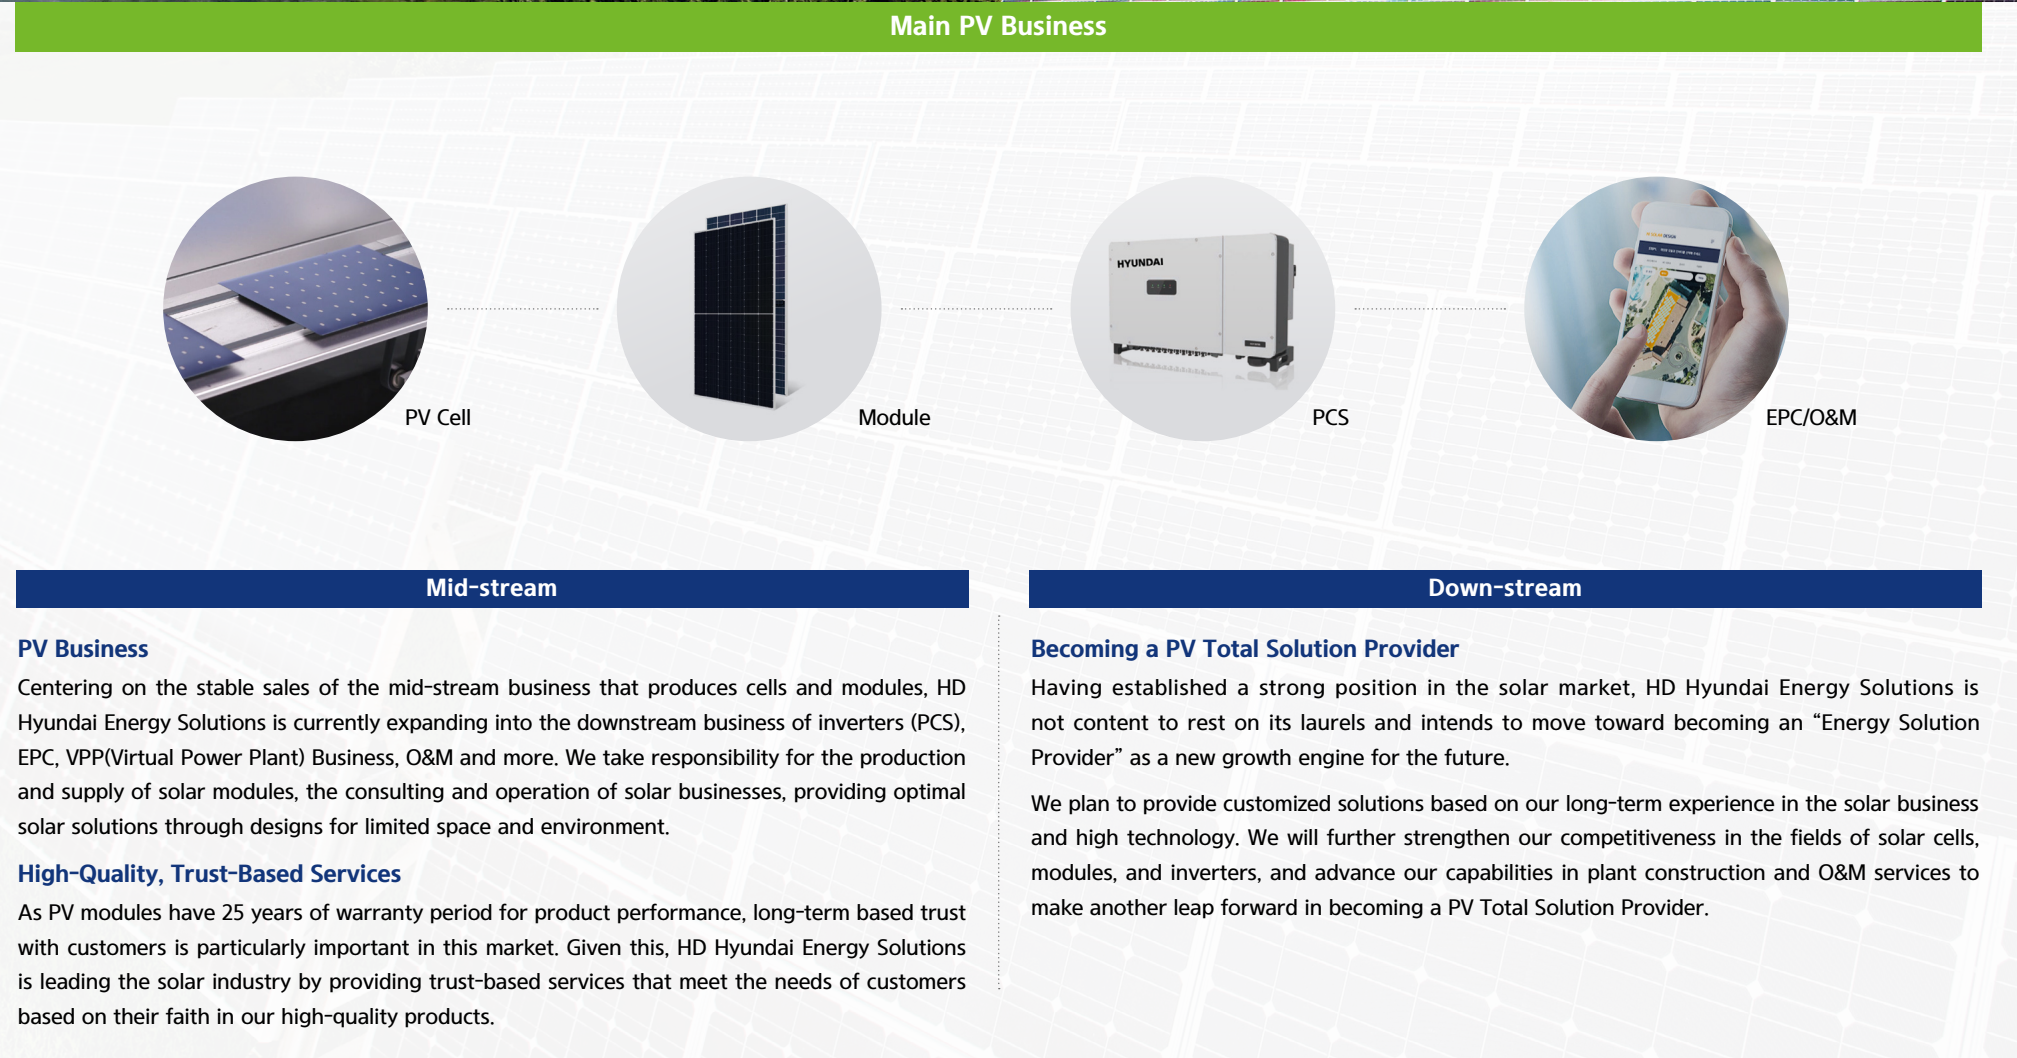 Main PV Business
HYUNDAI
PV Cell
Module
PCS
EPC/O&M
Mid-stream
PV Business
Centering on the stable sales of the mid-stream business that produces cells and modules, HD
Hyundai Energy Solutions is currently expanding into the downstream business of inverters (PCS),
EPC, VPP(Virtual Power Plant) Business, O&M and more. We take responsibility for the production
and supply of solar modules, the consulting and operation of solar businesses, providing optimal
solar solutions through designs for limited space and environment.
High-Quality, Trust-Based Services
As PV modules have 25 years of warranty period for product performance, long-term based trust
with customers is particularly important in this market. Given this, HD Hyundai Energy Solutions
is leading the solar industry by providing trust-based services that meet the needs of customers
based on their faith in our high-quality products.
Down-stream
Becoming a PV Total Solution Provider
Having established a strong position in the solar market, HD Hyundai Energy Solutions is
not content to rest on its laurels and intends to move toward becoming an “Energy Solution
Provider” as a new growth engine for the future.
We plan to provide customized solutions based on our long-term experience in the solar business
and high technology. We will further strengthen our competitiveness in the fields of solar cells,
modules, and inverters, and advance our capabilities in plant construction and O&M services to
make another leap forward in becoming a PV Total Solution Provider.